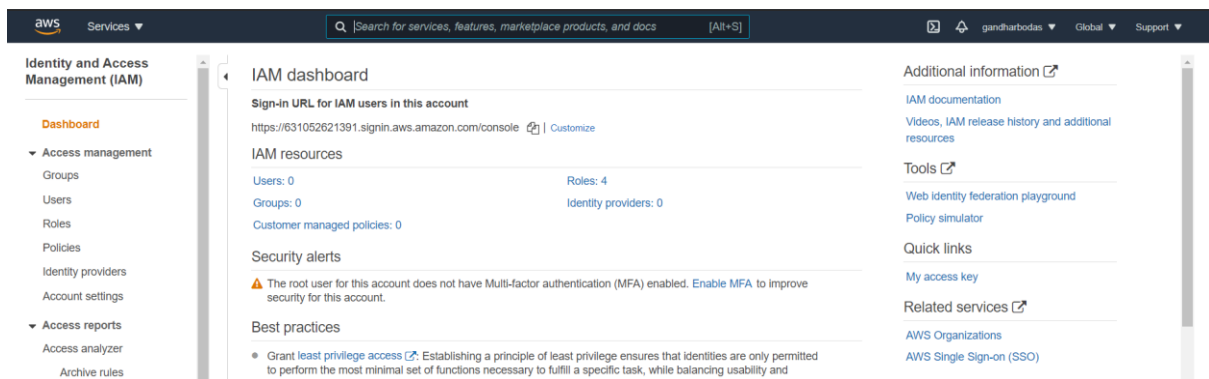 aws
Services ▼
Search for services, features, marketplace products, and docs [Alt+S]
gandharbodas ▼
Global ▼
Support ▼
Identity and Access
Management (IAM)
Dashboard
Access management
Groups
Users
Roles
Policies
Identity providers
Account settings
Access reports
Access analyzer
Archive rules
IAM dashboard
Sign-in URL for IAM users in this account
https://631052621391.signin.aws.amazon.com/console | Customize
IAM resources
Users: 0
Roles: 4
Groups: 0
Identity providers: 0
Customer managed policies: 0
Security alerts
The root user for this account does not have Multi-factor authentication (MFA) enabled. Enable MFA to improve
security for this account.
Best practices
Grant least privilege access : Establishing a principle of least privilege ensures that identities are only permitted
to perform the most minimal set of functions necessary to fulfill a specific task, while balancing usability and
Additional information
IAM documentation
Videos, IAM release history and additional
resources
Tools
Web identity federation playground
Policy simulator
Quick links
My access key
Related services
AWS Organizations
AWS Single Sign-on (SSO)